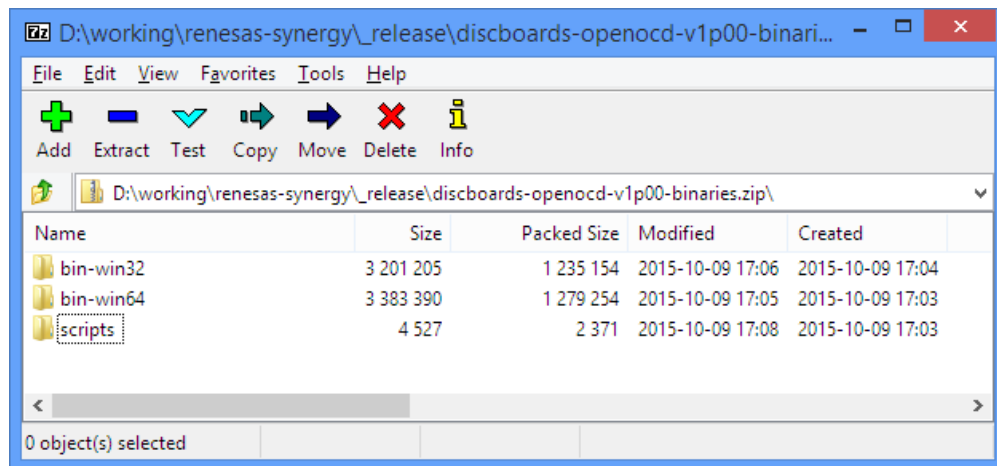 D:\working\renesas-synergy\_release\discboards-openocd-v1p00-binari...
File Edit View Favorites Tools Help
Add Extract Test Copy Move Delete Info
D:\working\renesas-synergy\_release\discboards-openocd-v1p00-binaries.zip\
Name Size Packed Size Modified Created
bin-win32 3 201 205 1 235 154 2015-10-09 17:06 2015-10-09 17:04
bin-win64 3 383 390 1 279 254 2015-10-09 17:05 2015-10-09 17:03
scripts 4 527 2 371 2015-10-09 17:08 2015-10-09 17:03
0 object(s) selected